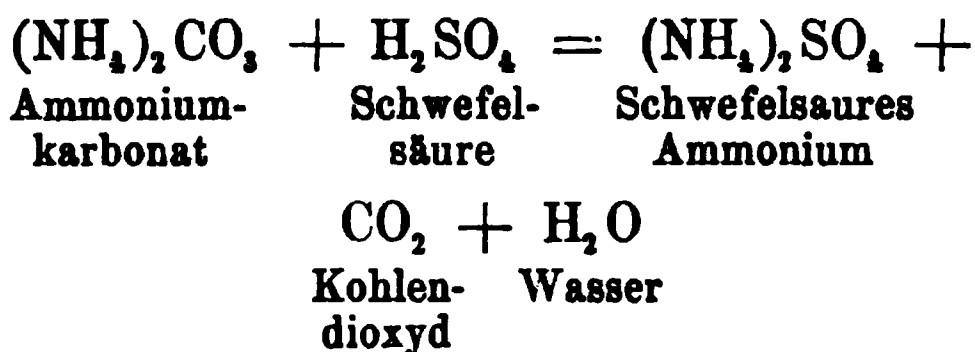 (NH₄)₂CO₃ + H₂SO₄ = (NH₄)₂SO₄ +
Ammonium- Schwefel- Schwefelsaures
karbonat säure Ammonium
CO₂ + H₂O
Kohlen- Wasser
dioxyd